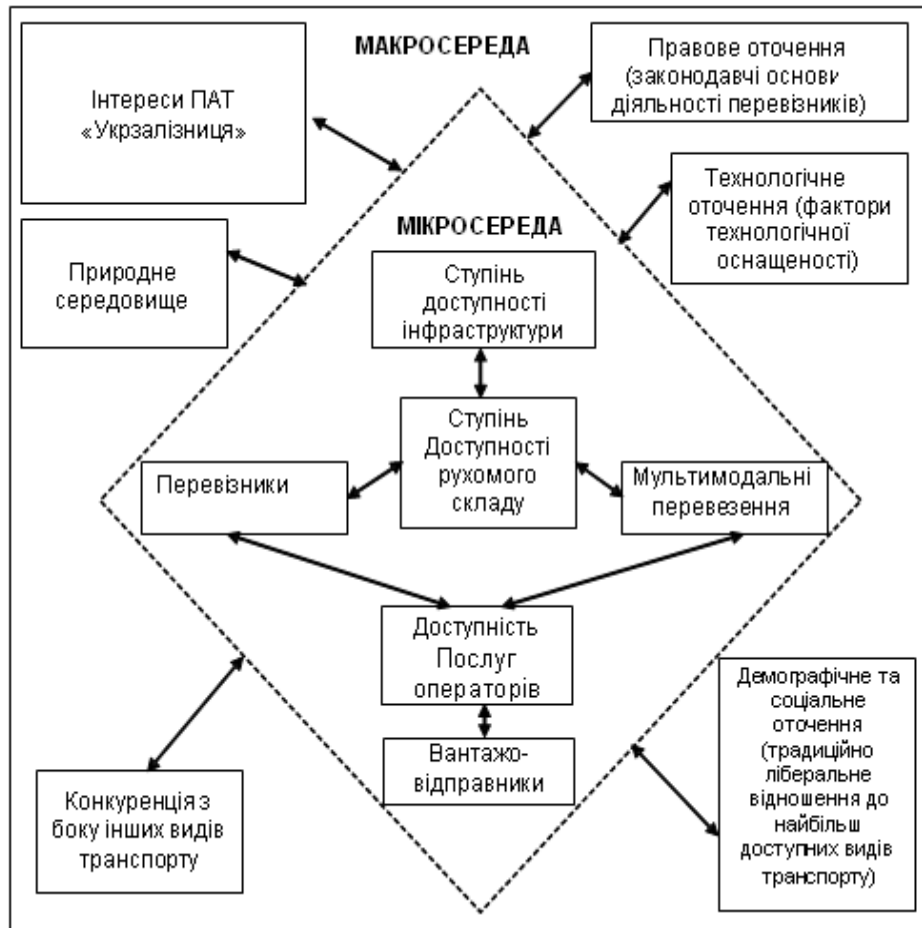 МАКРОСЕРЕДА
Інтереси ПАТ
«Укрзалізниця»
Правове оточення
(законодавчі основи
діяльності перевізників)
Технологічне
оточення (фактори
технологічної
оснащеності)
Природне
середовище
МІКРОСЕРЕДА
Ступінь
доступності
інфраструктури
Ступінь
Доступності
рухомого
складу
Перевізники
Мультимодальні
перевезення
Доступність
Послуг
операторів
Вантажо-
відправники
Конкуренція з
боку інших видів
транспорту
Демографічне та
соціальне
оточення
(традиційно
ліберальне
відношення до
найбільш
доступних видів
транспорту)